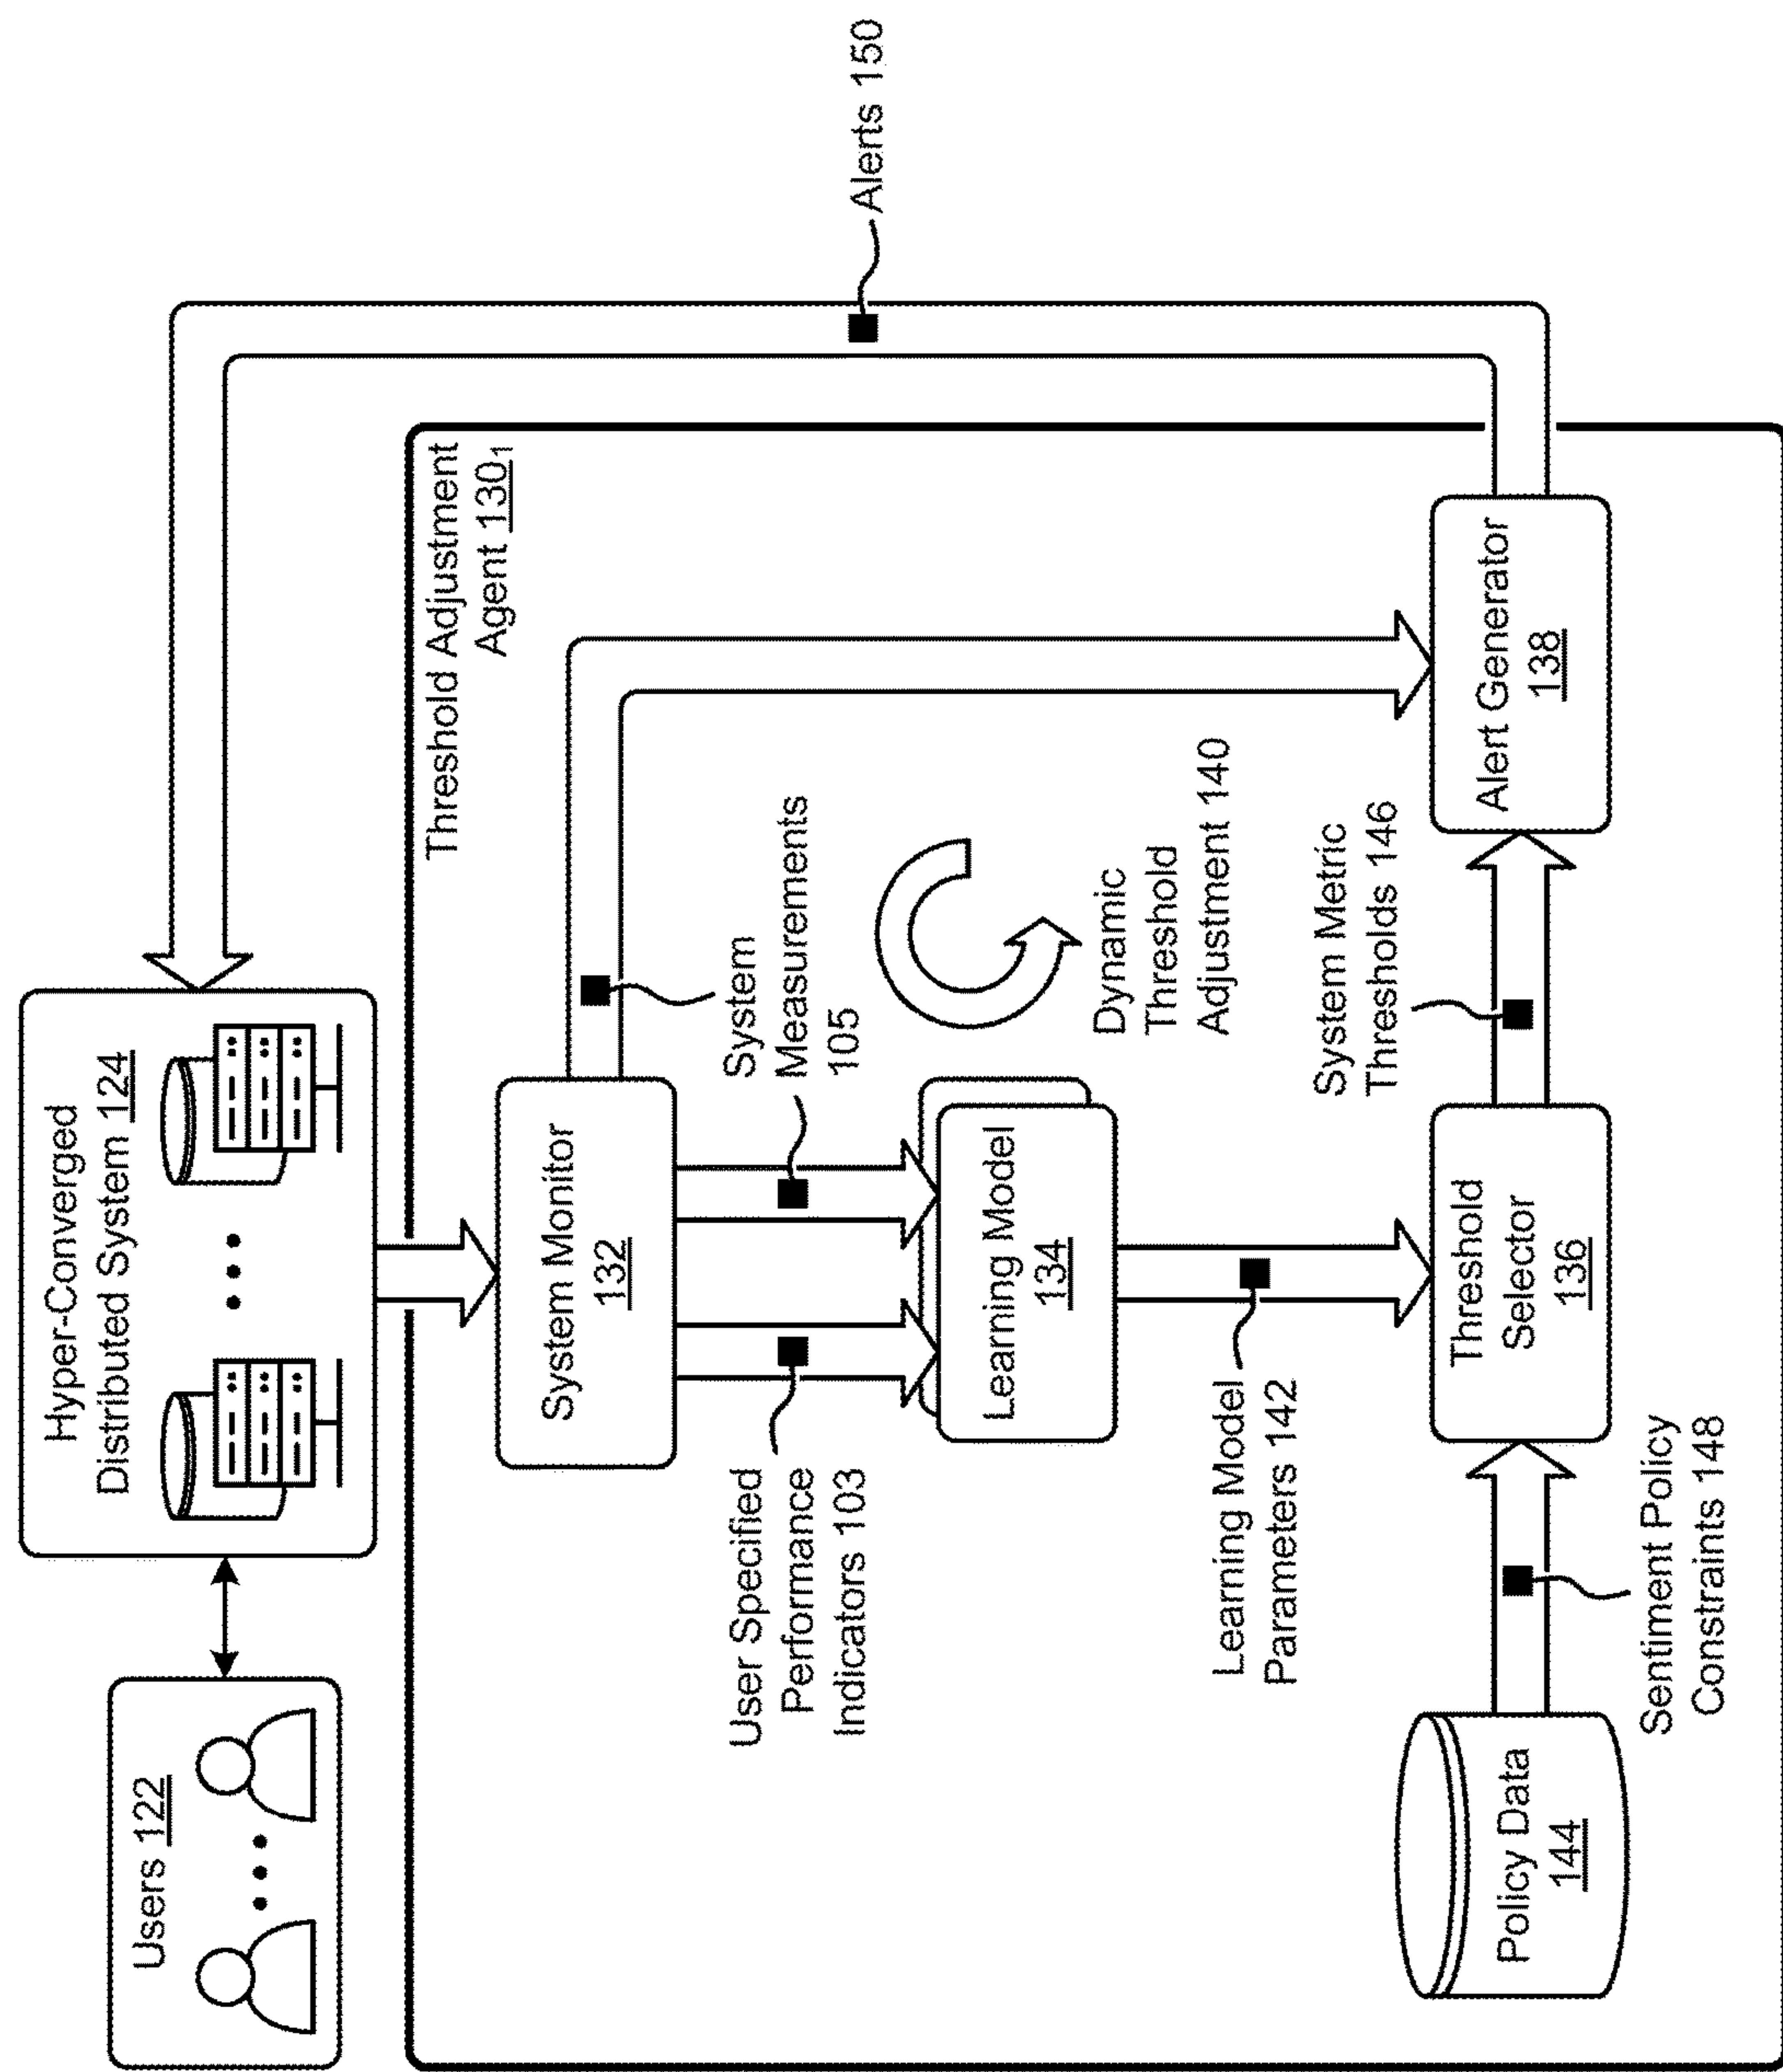 Users 122
Hyper-Converged
Distributed System 124
Threshold Adjustment
Agent 130₁
System Monitor
132
User Specified
Performance
Indicators 103
System
Measurements
105
Learning Model
134
Dynamic
Threshold
Adjustment 140
Alerts 150
Learning Model
Parameters 142
System Metric
Thresholds 146
Policy Data
144
Threshold
Selector
136
Alert Generator
138
Sentiment Policy
Constraints 148